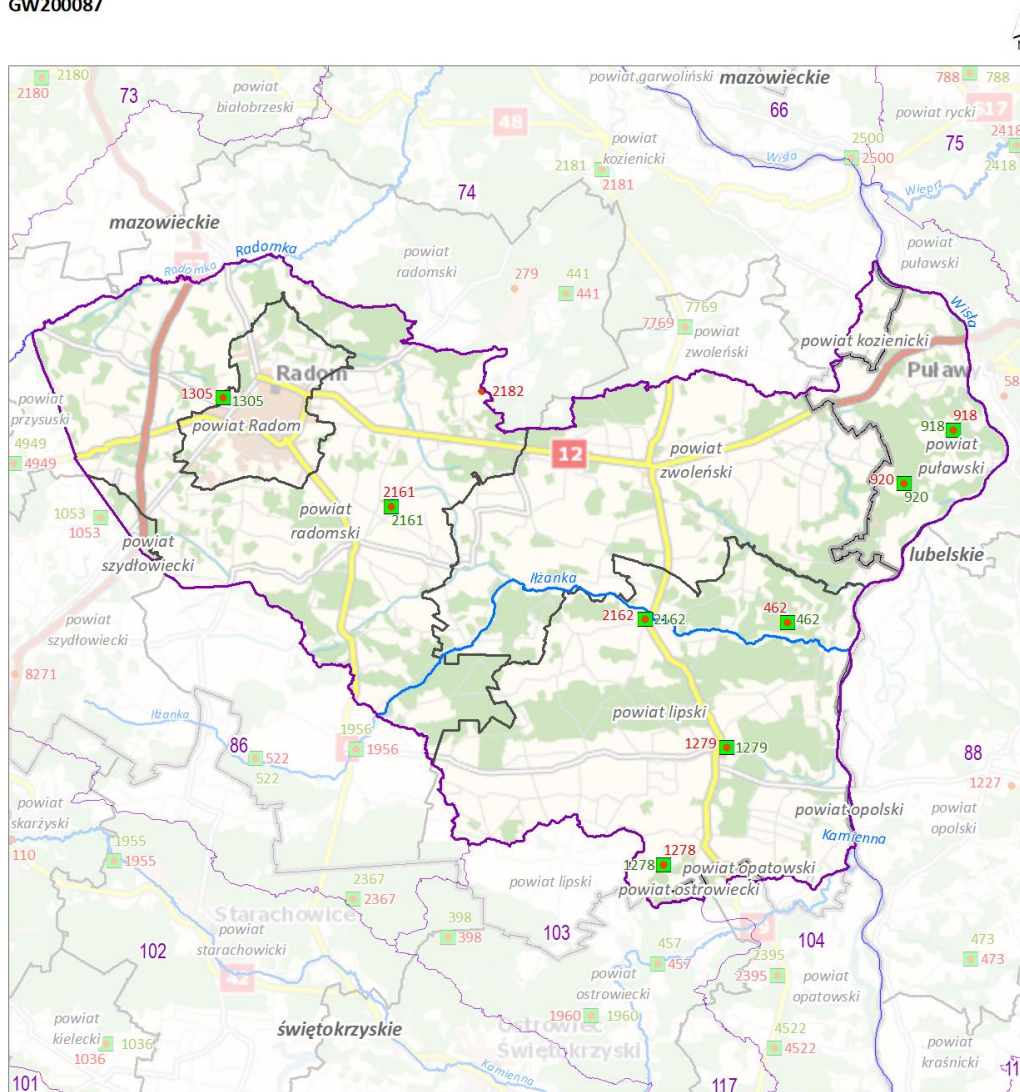 GW200087
2180
2180
73
powiat
białobrzeski
48
powiat garwoliński
mazowieckie
66
788
788
powiat rycki
2418
2418
75
2500
2500
Wisła
Wieprz
powiat
kozienicki
2181
2181
74
mazowieckie
Radomka
Radomka
powiat
radomski
279
441
441
7769
7769
powiat
zwoleński
powiat
puławski
Wisła
powiat kozienicki
Radom
1305
1305
powiat Radom
2182
powiat
przysuski
4949
4949
12
powiat
zwoleński
918
918
powiat
puławski
920
920
2161
2161
powiat
radomski
1053
1053
powiat
szydłowiecki
lubelskie
Iłżanka
2162
2162
462
462
powiat
szydłowiecki
8271
Iłżanka
86
522
522
1956
1956
powiat lipski
1279
1279
88
1227
powiat opolski
powiat
opolski
Kamienna
powiat
skarżyski
110
1955
1955
1278
1278
powiat opatowski
powiat ostrowiecki
powiat lipski
2367
2367
Starachowice
powiat
starachowicki
398
398
103
102
104
42
457
457
2395
2395
473
473
powiat
ostrowiecki
powiat
opatowski
1960
1960
świętokrzyskie
Ostrowiec
Świętokrzyski
powiat
kielecki
1036
1036
4522
4522
powiat
kraśnicki
Kamienna
101
117